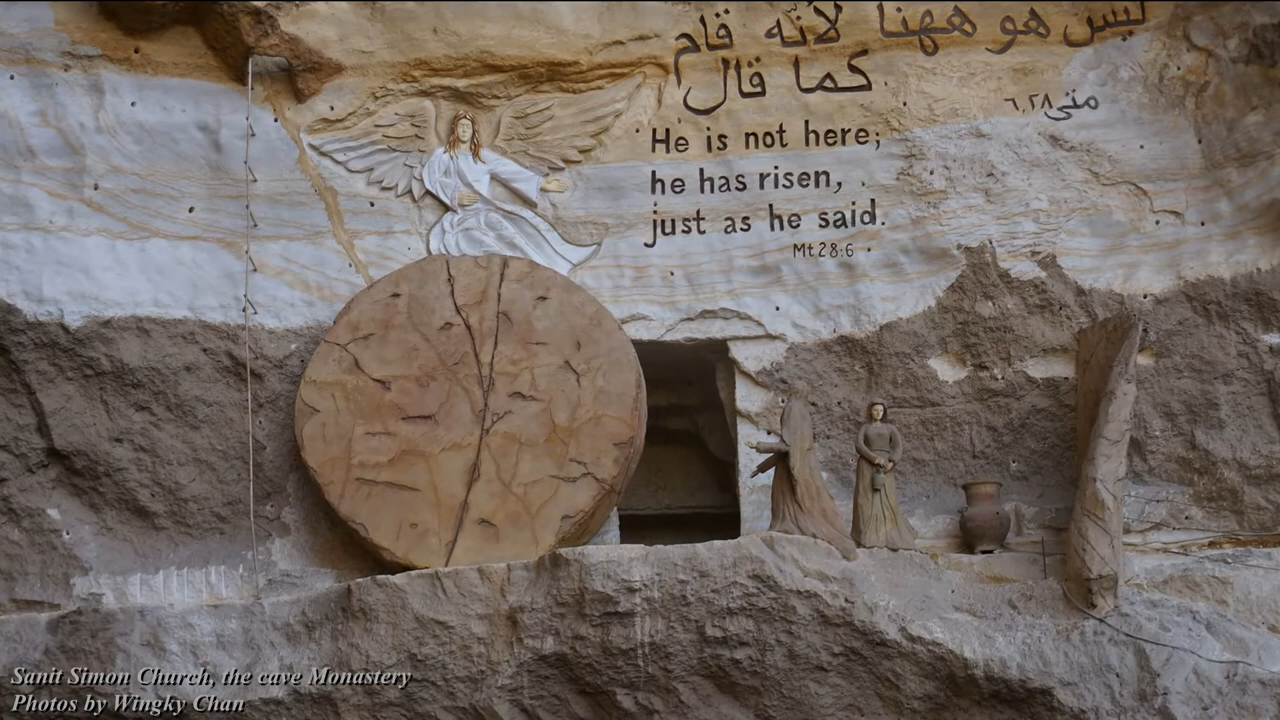 ليس هو ههنا لأنّه قام
كما قال
متى ٦:٢٨
He is not here;
he has risen,
just as he said.
Mt 28:6
Sanit Simon Church, the cave Monastery
Photos by Wingky Chan